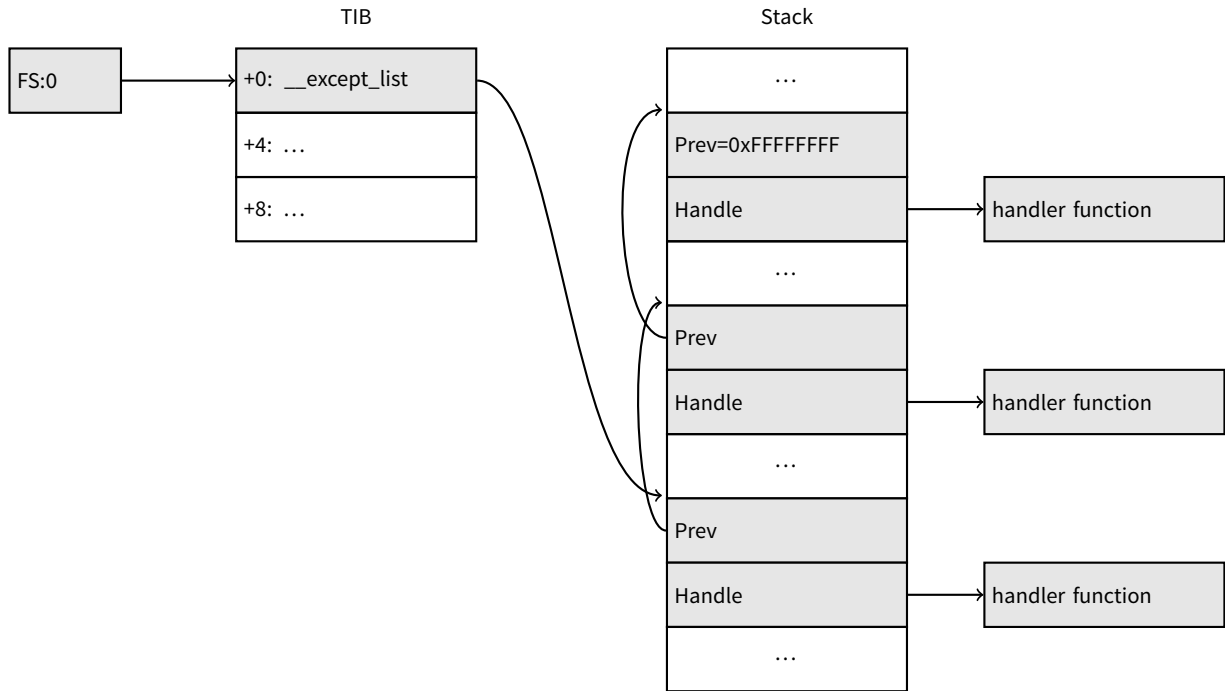 TIB
Stack
FS:0
+0: __except_list
+4: …
+8: …
…
Prev=0xFFFFFFFF
Handle
handler function
…
Prev
Handle
handler function
…
Prev
Handle
handler function
…